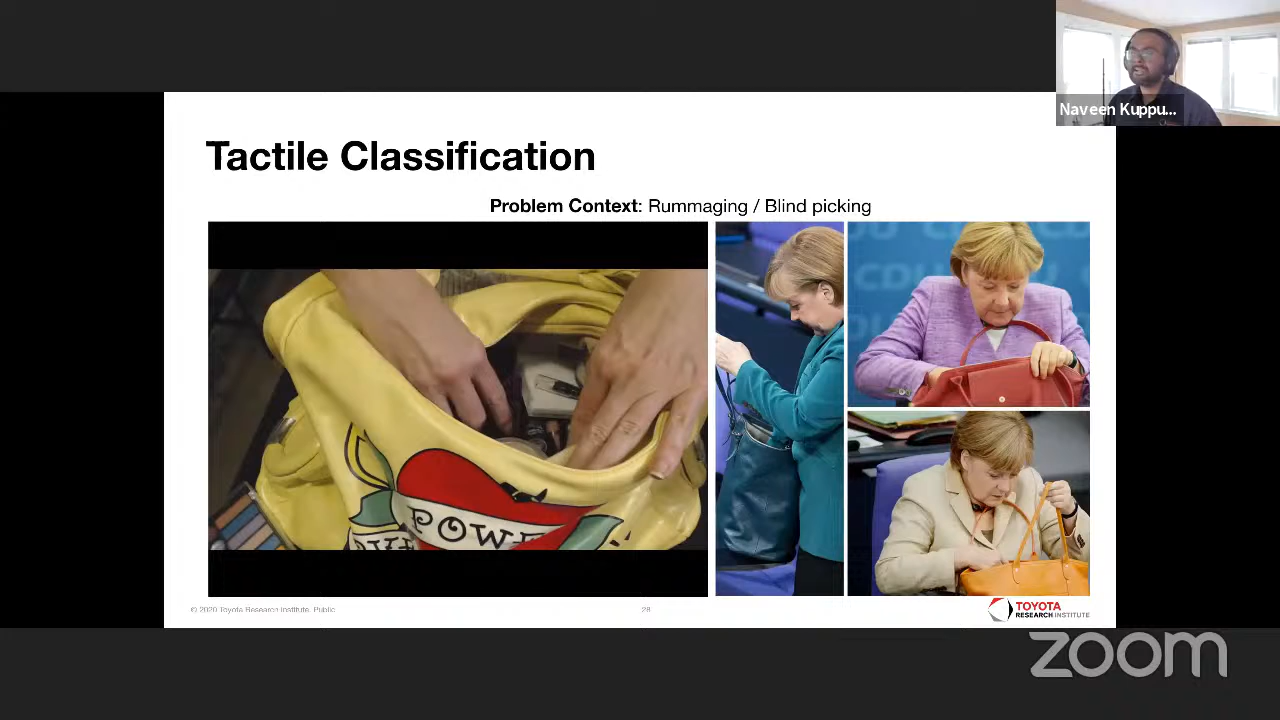 Naveen Kuppu...
Tactile Classification
Problem Context: Rummaging / Blind picking
CDU
POWE
© 2020 Toyota Research Institute. Public
28
TOYOTA
RESEARCH INSTITUTE
zoom